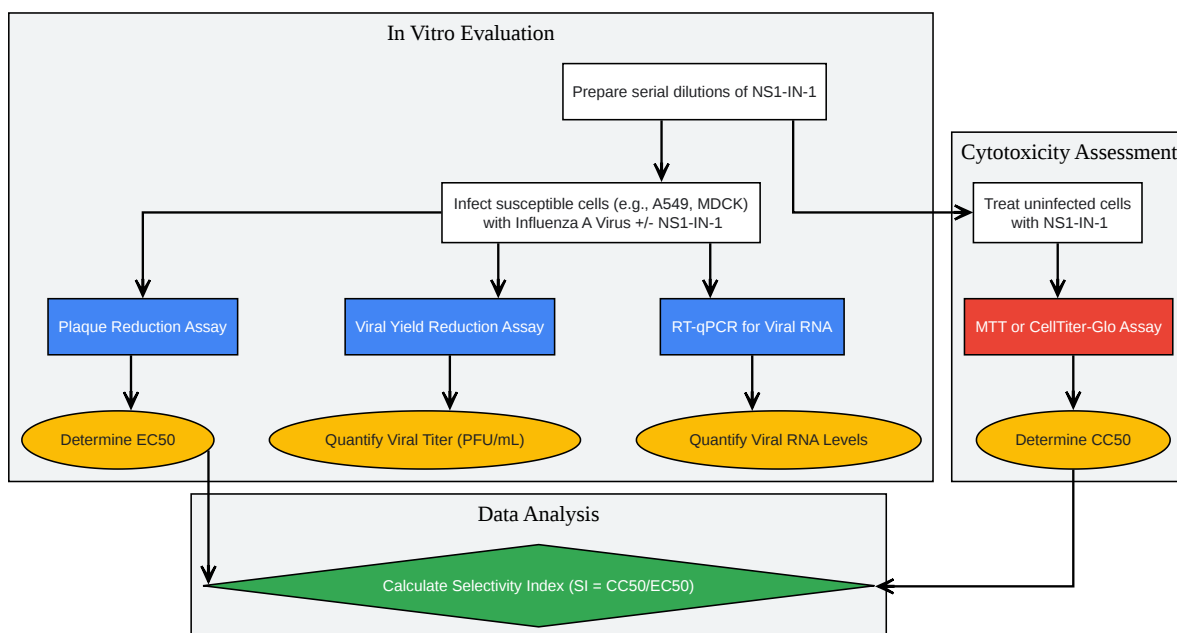 In Vitro Evaluation
Prepare serial dilutions of NS1-IN-1
Cytotoxicity Assessment
Infect susceptible cells (e.g., A549, MDCK)
with Influenza A Virus +/- NS1-IN-1
Treat uninfected cells
with NS1-IN-1
Plaque Reduction Assay
Viral Yield Reduction Assay
RT-qPCR for Viral RNA
MTT or CellTiter-Glo Assay
Determine EC50
Quantify Viral Titer (PFU/mL)
Quantify Viral RNA Levels
Determine CC50
Data Analysis
Calculate Selectivity Index (SI = CC50/EC50)